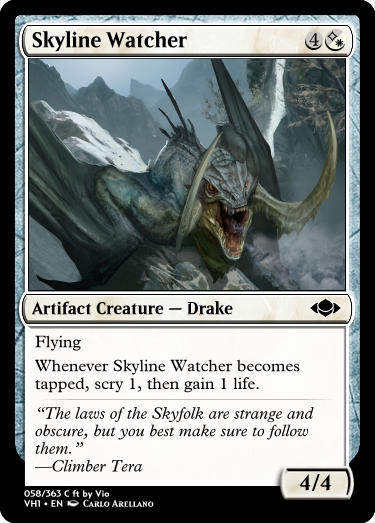 Skyline Watcher 4
Artifact Creature — Drake
Flying
Whenever Skyline Watcher becomes
tapped, scry 1, then gain 1 life.
“The laws of the Skyfolk are strange and
obscure, but you best make sure to follow
them.”
—Climber Tera
4/4
058/363 C ft by Vio
VH1 • EN Carlo Arellano